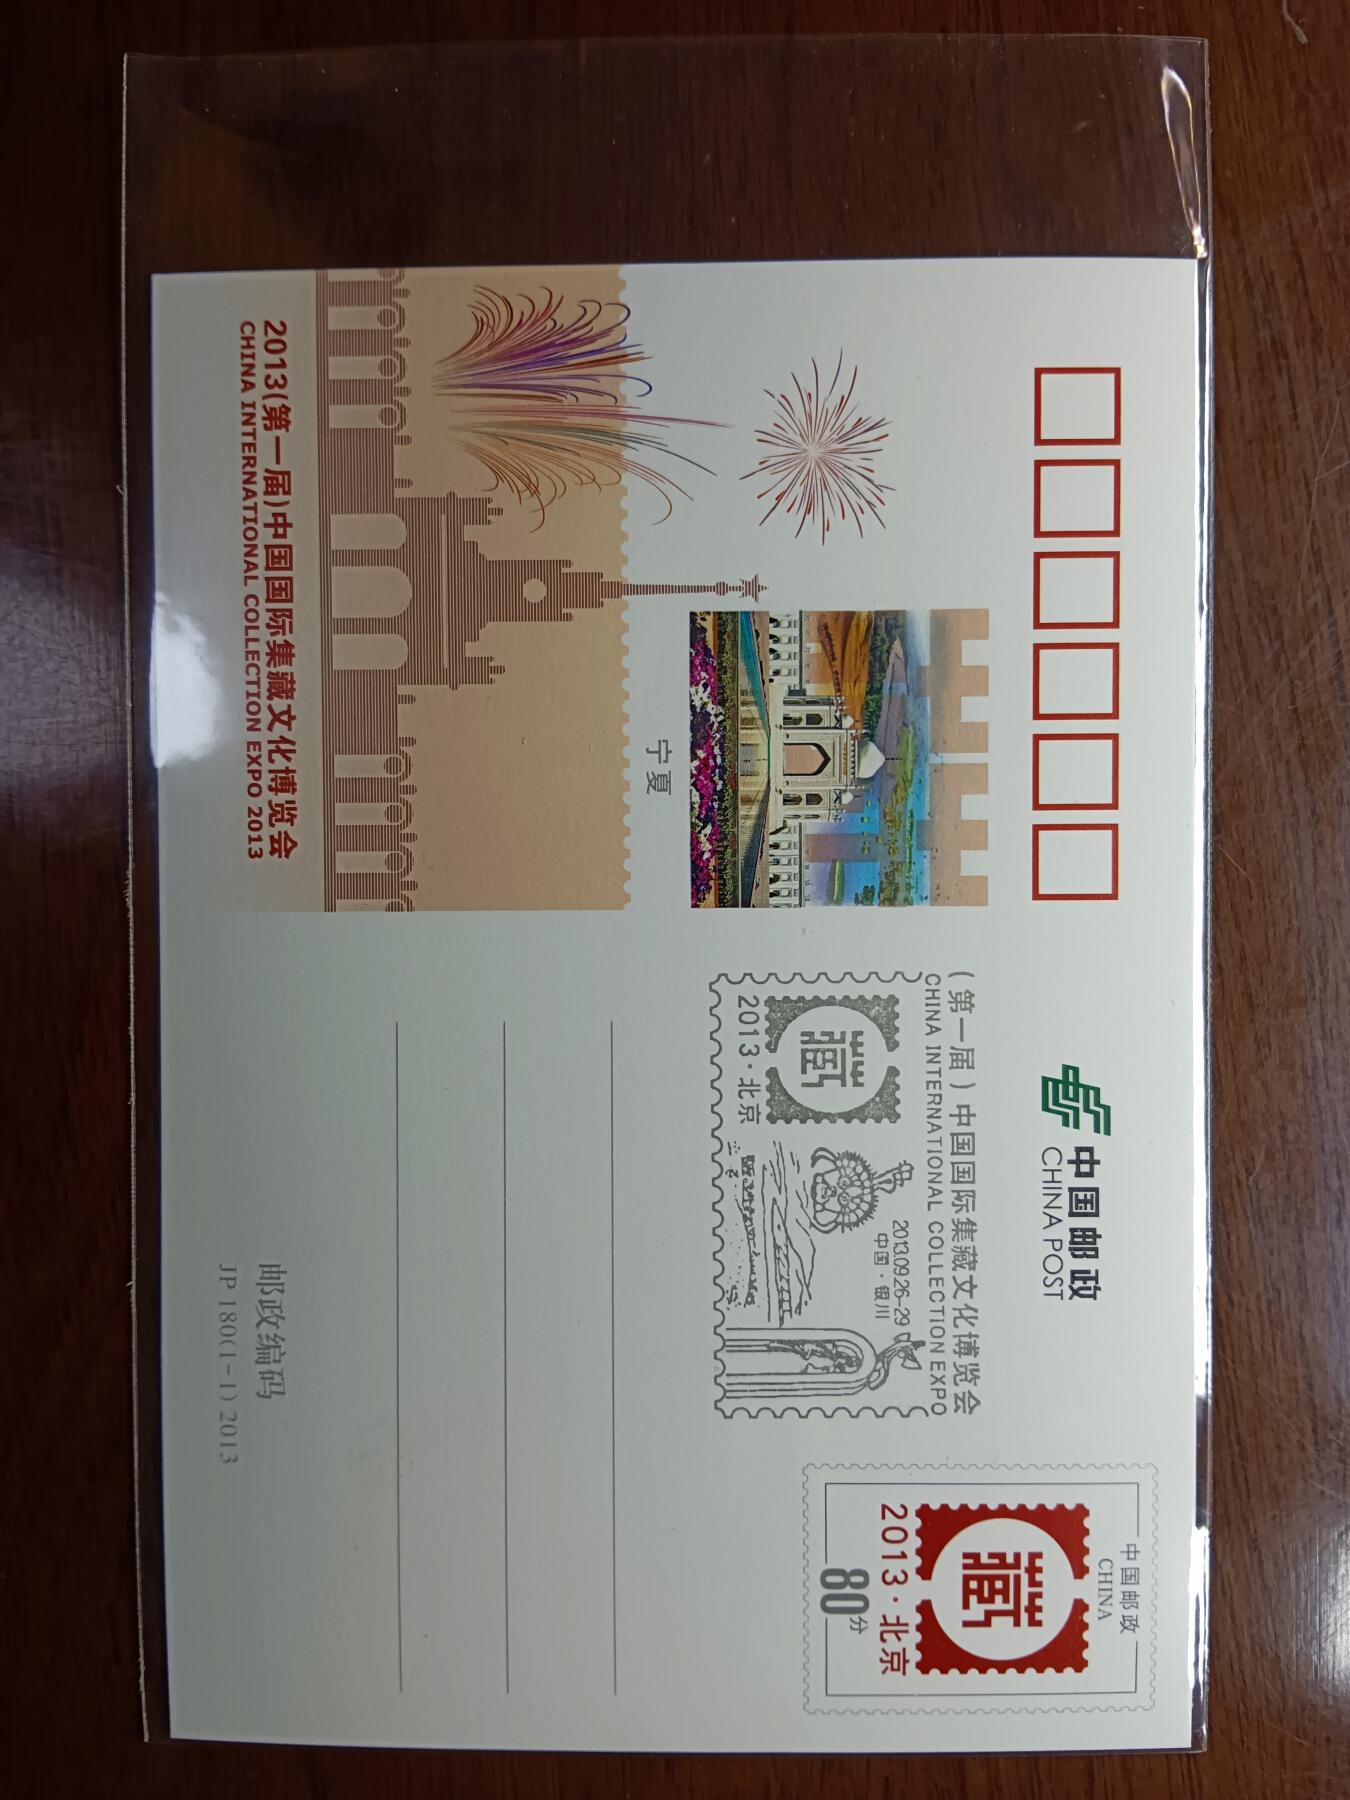 中国邮政
CHINA POST
中国邮政
CHINA
藏
2013·北京
80分
(第一届)中国国际集藏文化博览会
CHINA INTERNATIONAL COLLECTION EXPO
藏
2013·北京
2013.09.26-29
中国·银川
宁夏
2013(第一届)中国国际集藏文化博览会
CHINA INTERNATIONAL COLLECTION EXPO 2013
邮政编码
JP 180(1-1) 2013